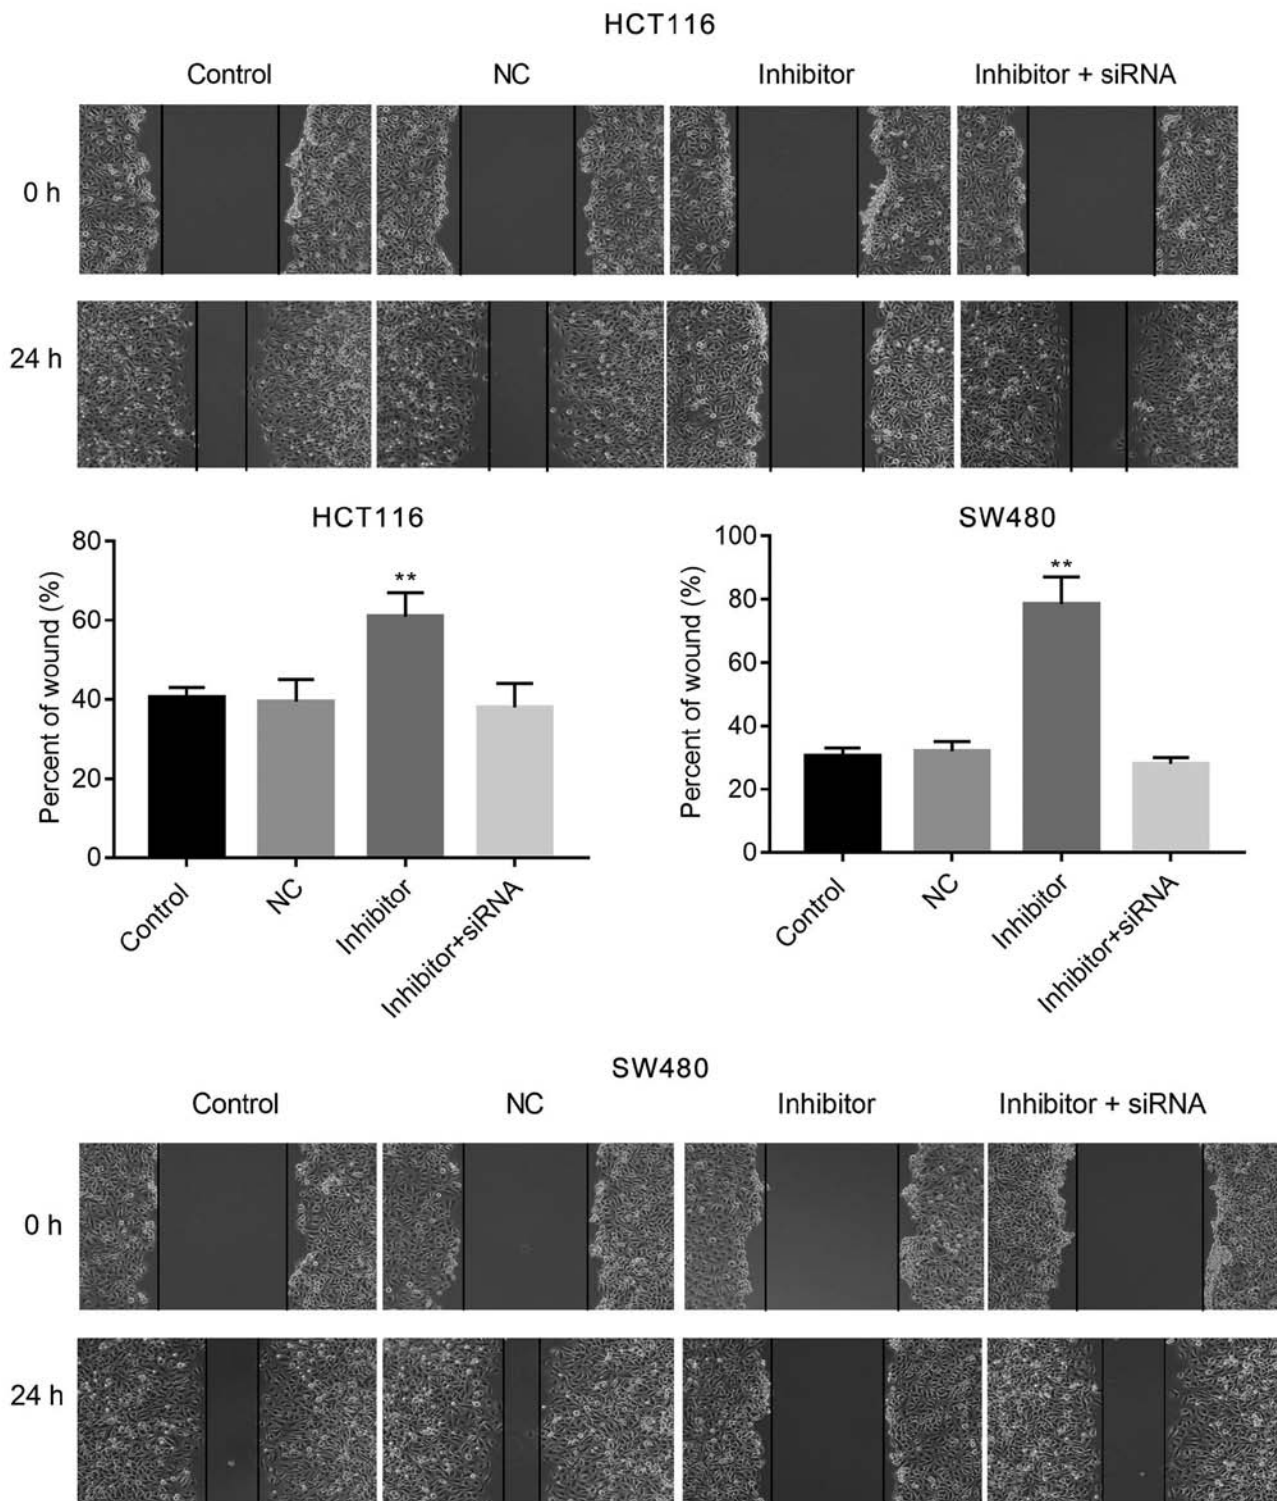 HCT116
Control NC Inhibitor Inhibitor + siRNA
0 h
24 h
HCT116
Percent of wound (%)
80
60
40
20
0
**
Control
NC
Inhibitor
Inhibitor+siRNA
SW480
Percent of wound (%)
100
80
60
40
20
0
**
Control
NC
Inhibitor
Inhibitor+siRNA
SW480
Control NC Inhibitor Inhibitor + siRNA
0 h
24 h